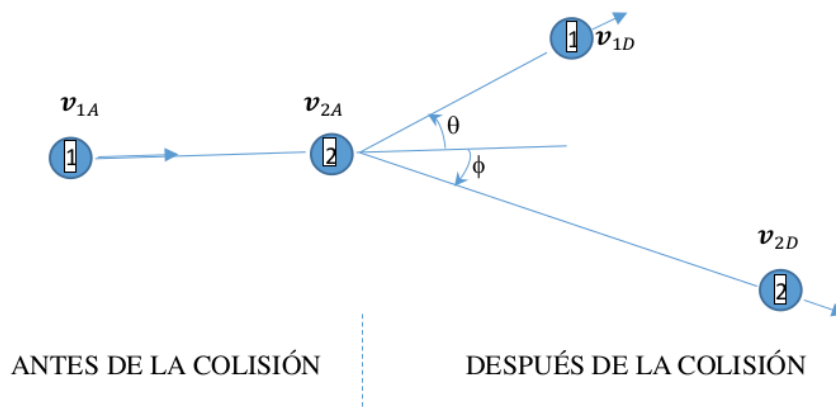 1
v1D
v1A
v2A
θ
1
2
ϕ
v2D
2
ANTES DE LA COLISIÓN
DESPUÉS DE LA COLISIÓN